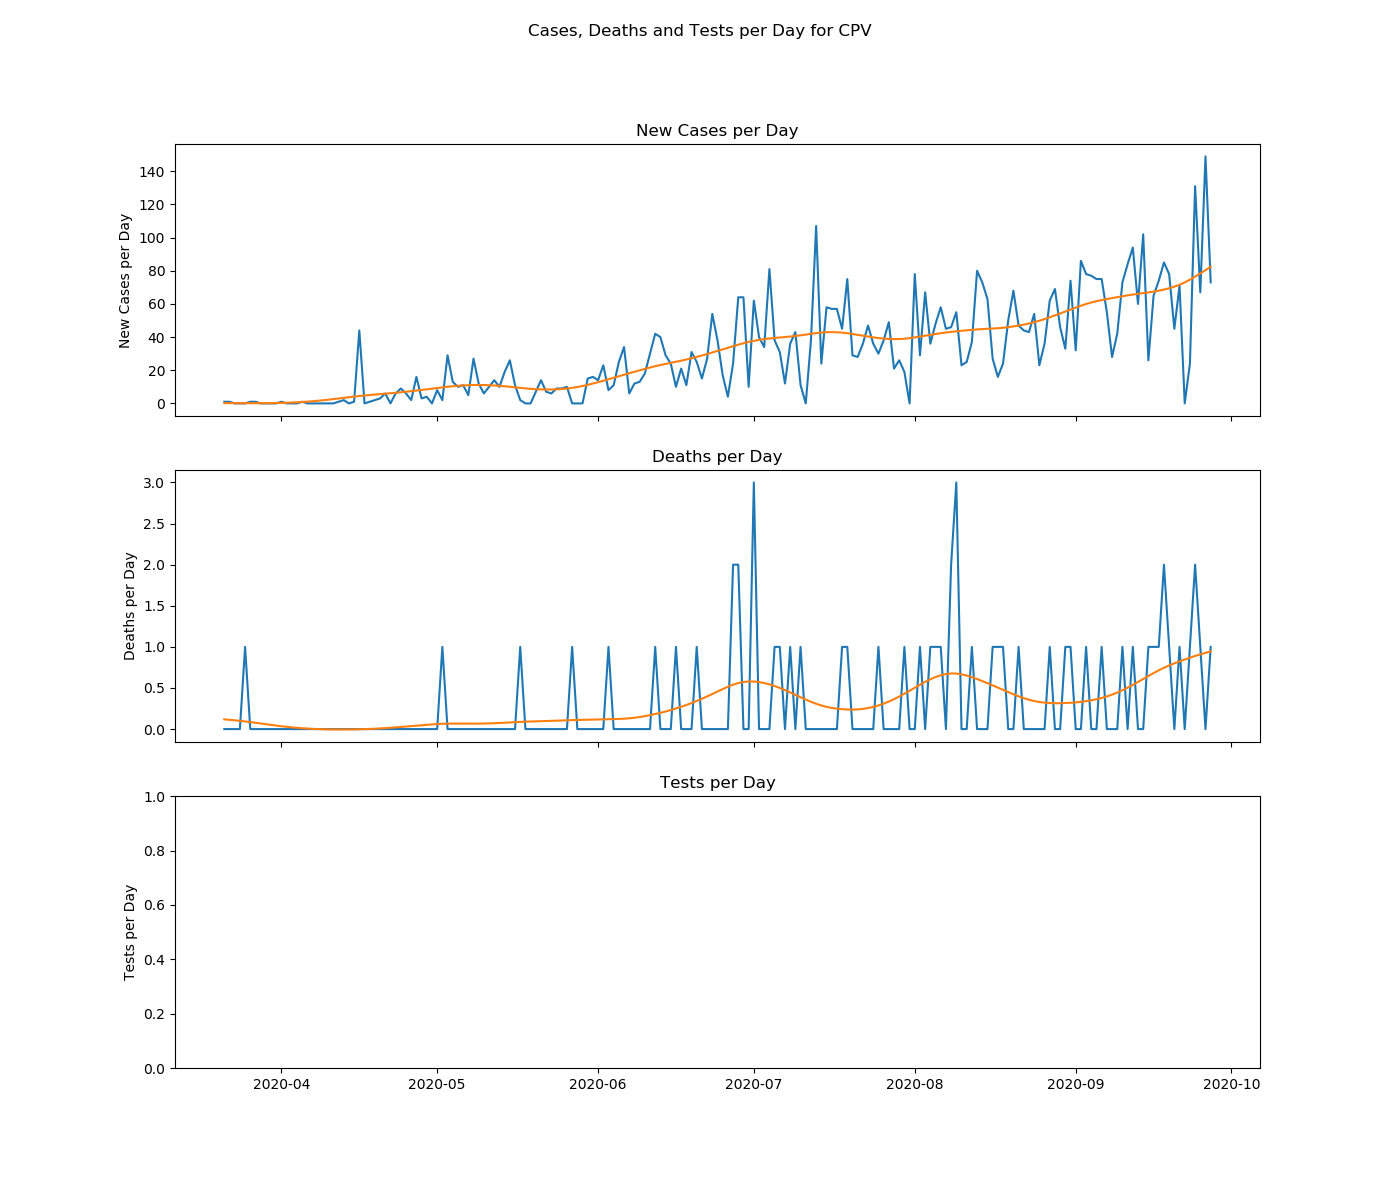 Cases, Deaths and Tests per Day for CPV
New Cases per Day
New Cases per Day
140
120
100
80
60
40
20
0
Deaths per Day
Deaths per Day
3.0
2.5
2.0
1.5
1.0
0.5
0.0
Tests per Day
Tests per Day
1.0
0.8
0.6
0.4
0.2
0.0
2020-04 2020-05 2020-06 2020-07 2020-08 2020-09 2020-10